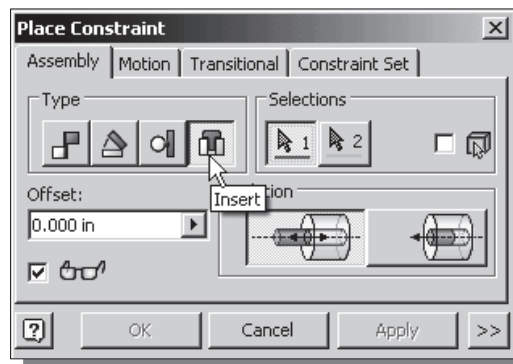 Place Constraint
Assembly Motion Transitional Constraint Set
Type Selections
1 2
Offset:
Insert
0.000 in
? OK Cancel Apply >>